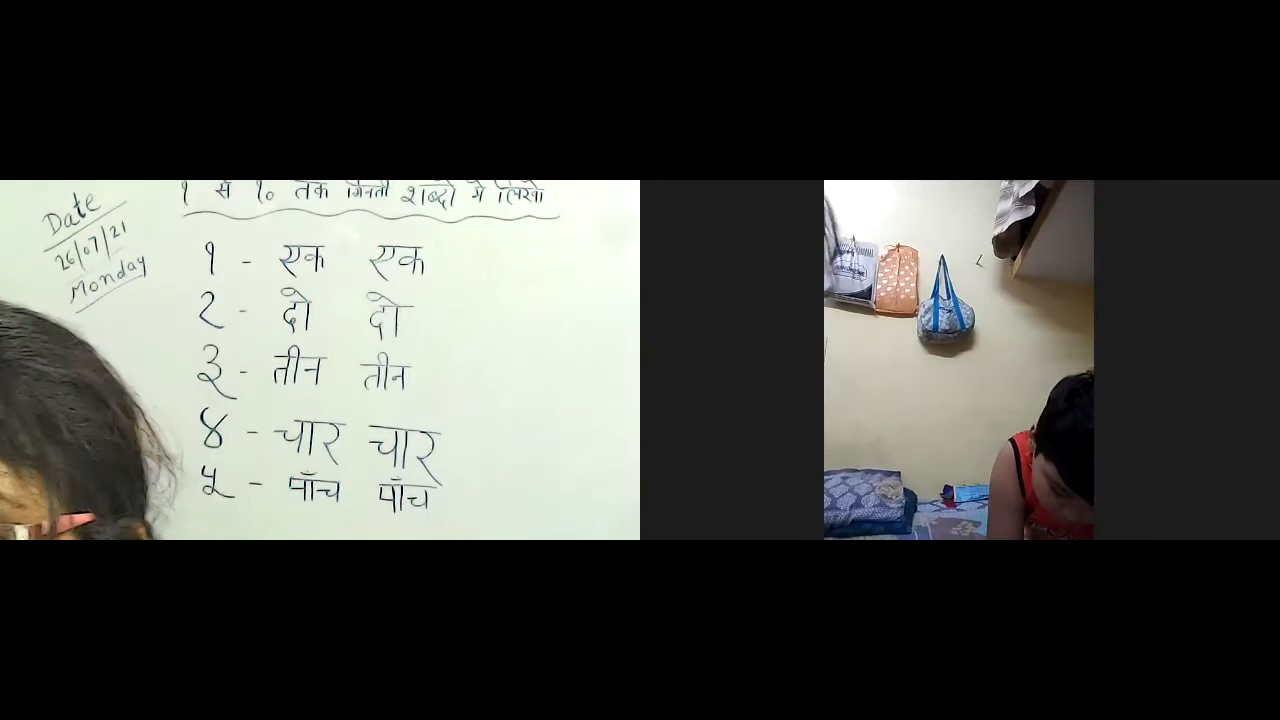 Date
26/07/21
Monday
१ से १० तक गिनती शब्दो मे लिखो
१ - एक एक
२ - दो दो
३ - तीन तीन
४ - चार चार
५ - पाँच पाँच